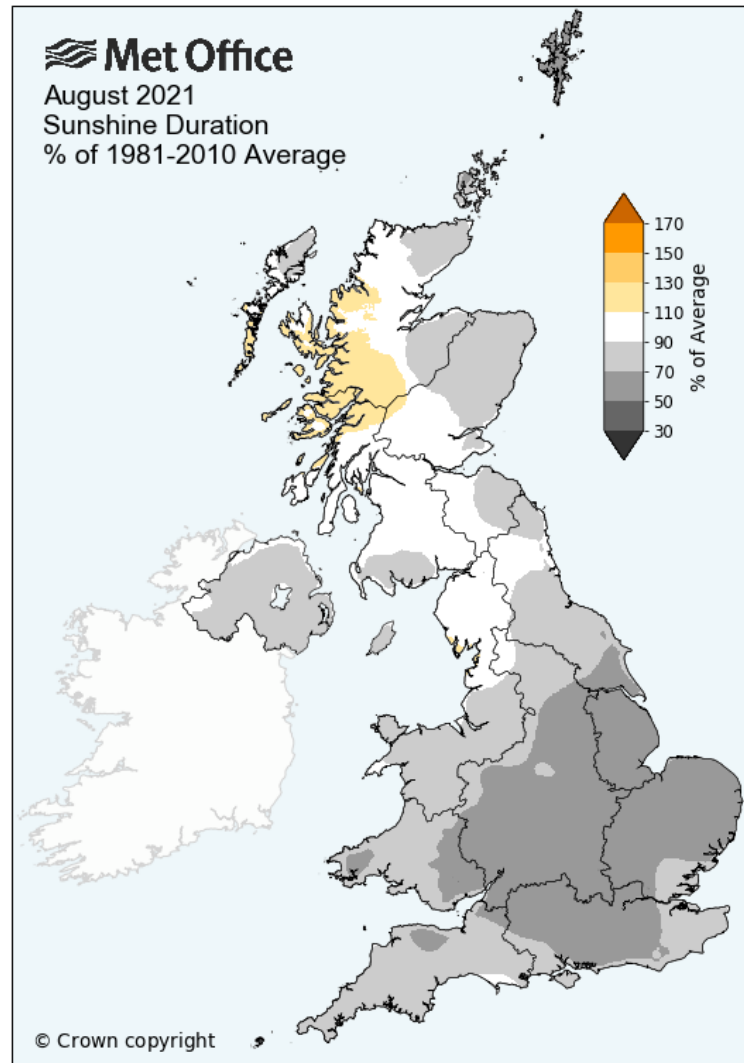 Met Office
August 2021
Sunshine Duration
% of 1981-2010 Average
170
150
130
110
90
70
50
30
% of Average
© Crown copyright